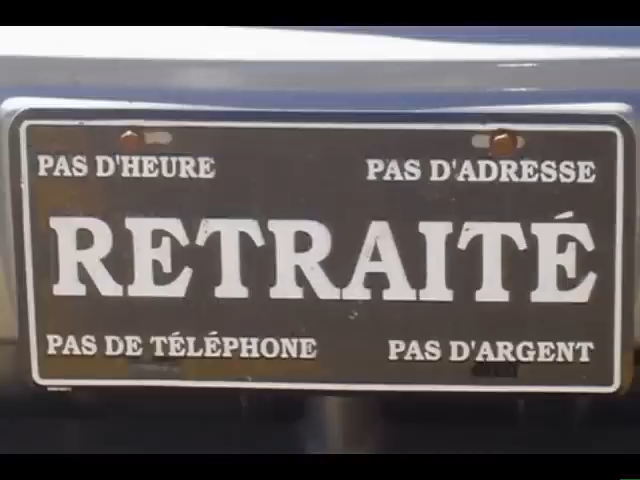 PAS D'HEURE PAS D'ADRESSE
RETRAITÉ
PAS DE TÉLÉPHONE PAS D'ARGENT